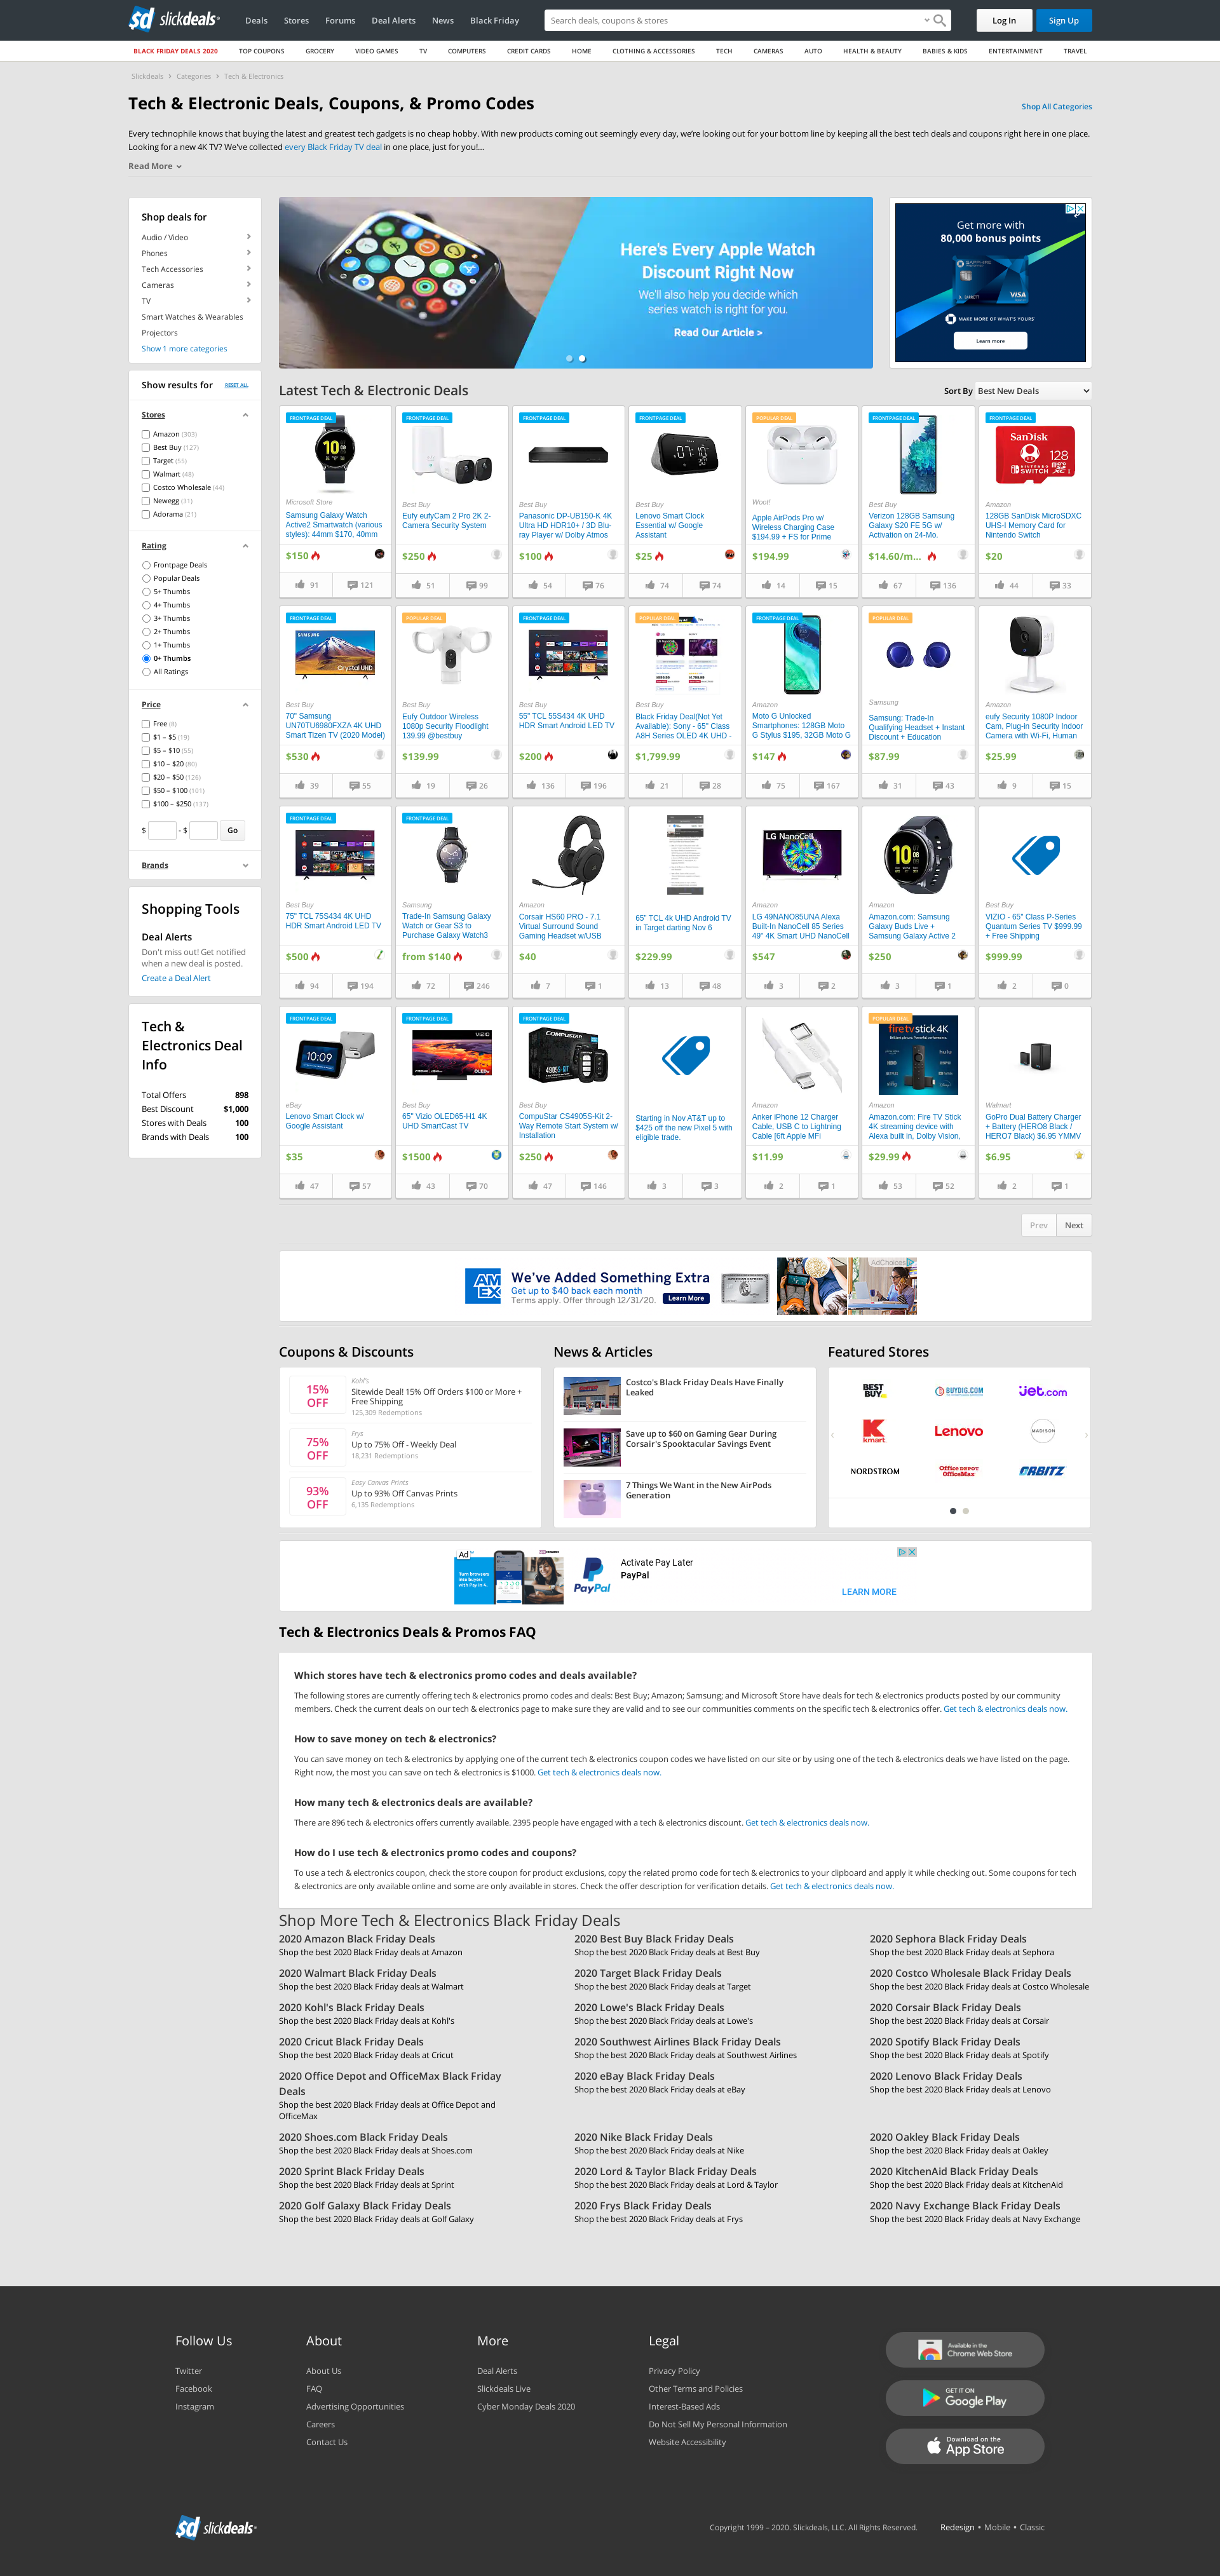 slickdeals
Deals Stores Forums Deal Alerts News Black Friday
Search deals, coupons & stores
Log In
Sign Up
BLACK FRIDAY DEALS 2020 TOP COUPONS GROCERY VIDEO GAMES TV COMPUTERS CREDIT CARDS HOME CLOTHING & ACCESSORIES TECH CAMERAS AUTO HEALTH & BEAUTY BABIES & KIDS ENTERTAINMENT TRAVEL
Slickdeals › Categories › Tech & Electronics
Tech & Electronic Deals, Coupons, & Promo Codes
Shop All Categories
Every technophile knows that buying the latest and greatest tech gadgets is no cheap hobby. With new products coming out seemingly every day, we're looking out for your bottom line by keeping all the best tech deals and coupons right here in one place.
Looking for a new 4K TV? We've collected every Black Friday TV deal in one place, just for you!...
Read More
Shop deals for
Audio / Video
Phones
Tech Accessories
Cameras
TV
Smart Watches & Wearables
Projectors
Show 1 more categories
Show results for RESET ALL
Stores
Amazon (303)
Best Buy (127)
Target (55)
Walmart (48)
Costco Wholesale (44)
Newegg (31)
Adorama (21)
Rating
Frontpage Deals
Popular Deals
5+ Thumbs
4+ Thumbs
3+ Thumbs
2+ Thumbs
1+ Thumbs
0+ Thumbs
All Ratings
Price
Free (8)
$1 – $5 (19)
$5 – $10 (55)
$10 – $20 (80)
$20 – $50 (126)
$50 – $100 (101)
$100 – $250 (137)
$ - $ Go
Brands
Shopping Tools
Deal Alerts
Don't miss out! Get notified
when a new deal is posted.
Create a Deal Alert
Tech &
Electronics Deal
Info
Total Offers 898
Best Discount $1,000
Stores with Deals 100
Brands with Deals 100
Here's Every Apple Watch
Discount Right Now
We'll also help you decide which
series watch is right for you.
Read Our Article >
Get more with
80,000 bonus points
MAKE MORE OF WHAT'S YOURS
Learn more
Latest Tech & Electronic Deals
Sort By Best New Deals
FRONTPAGE DEAL
Microsoft Store
Samsung Galaxy Watch
Active2 Smartwatch (various
styles): 44mm $170, 40mm
$150
91 121
FRONTPAGE DEAL
Best Buy
Eufy eufyCam 2 Pro 2K 2-
Camera Security System
$250
51 99
FRONTPAGE DEAL
Best Buy
Panasonic DP-UB150-K 4K
Ultra HD HDR10+ / 3D Blu-
ray Player w/ Dolby Atmos
$100
54 76
FRONTPAGE DEAL
Best Buy
Lenovo Smart Clock
Essential w/ Google
Assistant
$25
74 74
POPULAR DEAL
Woot!
Apple AirPods Pro w/
Wireless Charging Case
$194.99 + FS for Prime
$194.99
14 15
FRONTPAGE DEAL
Best Buy
Verizon 128GB Samsung
Galaxy S20 FE 5G w/
Activation on 24-Mo.
$14.60/m...
67 136
FRONTPAGE DEAL
SanDisk
128
Amazon
128GB SanDisk MicroSDXC
UHS-I Memory Card for
Nintendo Switch
$20
44 33
FRONTPAGE DEAL
SAMSUNG
Crystal UHD
Best Buy
70" Samsung
UN70TU6980FXZA 4K UHD
Smart Tizen TV (2020 Model)
$530
39 55
POPULAR DEAL
Best Buy
Eufy Outdoor Wireless
1080p Security Floodlight
139.99 @bestbuy
$139.99
19 26
FRONTPAGE DEAL
Best Buy
55" TCL 55S434 4K UHD
HDR Smart Android LED TV
$200
136 196
POPULAR DEAL
Best Buy
Black Friday Deal(Not Yet
Available): Sony - 65" Class
A8H Series OLED 4K UHD -
$1,799.99
21 28
FRONTPAGE DEAL
Amazon
Moto G Unlocked
Smartphones: 128GB Moto
G Stylus $195, 32GB Moto G
$147
75 167
POPULAR DEAL
Samsung
Samsung: Trade-In
Qualifying Headset + Instant
Discount + Education
$87.99
31 43
Amazon
eufy Security 1080P Indoor
Cam, Plug-in Security Indoor
Camera with Wi-Fi, Human
$25.99
9 15
FRONTPAGE DEAL
Best Buy
75" TCL 75S434 4K UHD
HDR Smart Android LED TV
$500
94 194
FRONTPAGE DEAL
Samsung
Trade-In Samsung Galaxy
Watch or Gear S3 to
Purchase Galaxy Watch3
from $140
72 246
Amazon
Corsair HS60 PRO - 7.1
Virtual Surround Sound
Gaming Headset w/USB
$40
7 1
65" TCL 4k UHD Android TV
in Target darting Nov 6
$229.99
13 48
LG NanoCell
Amazon
LG 49NANO85UNA Alexa
Built-In NanoCell 85 Series
49" 4K Smart UHD NanoCell
$547
3 2
Amazon
Amazon.com: Samsung
Galaxy Buds Live +
Samsung Galaxy Active 2
$250
3 1
Best Buy
VIZIO - 65" Class P-Series
Quantum Series TV $999.99
+ Free Shipping
$999.99
2 0
FRONTPAGE DEAL
10:09
eBay
Lenovo Smart Clock w/
Google Assistant
$35
47 57
FRONTPAGE DEAL
VIZIO
Best Buy
65" Vizio OLED65-H1 4K
UHD SmartCast TV
$1500
43 70
FRONTPAGE DEAL
COMPUSTAR
Best Buy
CompuStar CS4905S-Kit 2-
Way Remote Start System w/
Installation
$250
47 146
Starting in Nov AT&T up to
$425 off the new Pixel 5 with
eligible trade.
3 3
Amazon
Anker iPhone 12 Charger
Cable, USB C to Lightning
Cable [6ft Apple MFi
$11.99
2 1
POPULAR DEAL
fire tv stick 4K
Amazon
Amazon.com: Fire TV Stick
4K streaming device with
Alexa built in, Dolby Vision,
$29.99
53 52
Walmart
GoPro Dual Battery Charger
+ Battery (HERO8 Black /
HERO7 Black) $6.95 YMMV
$6.95
2 1
Prev Next
AM EX
We've Added Something Extra
Get up to $40 back each month
Terms apply. Offer through 12/31/20.
Learn More
AdChoices
Coupons & Discounts
15% OFF
Kohl's
Sitewide Deal! 15% Off Orders $100 or More +
Free Shipping
125,309 Redemptions
75% OFF
Frys
Up to 75% Off - Weekly Deal
18,231 Redemptions
93% OFF
Easy Canvas Prints
Up to 93% Off Canvas Prints
6,135 Redemptions
News & Articles
Costco's Black Friday Deals Have Finally
Leaked
Save up to $60 on Gaming Gear During
Corsair's Spooktacular Savings Event
7 Things We Want in the New AirPods
Generation
Featured Stores
BEST BUY BUYDIG.COM Jet.com
kmart Lenovo MADISON
NORDSTROM Office DEPOT OfficeMax ORBITZ
Ad
Turn browsers
into buyers
with Pay in 4.
PayPal
Activate Pay Later
PayPal
LEARN MORE
Tech & Electronics Deals & Promos FAQ
Which stores have tech & electronics promo codes and deals available?
The following stores are currently offering tech & electronics promo codes and deals: Best Buy; Amazon; Samsung; and Microsoft Store have deals for tech & electronics products posted by our community
members. Check the current deals on our tech & electronics page to make sure they are valid and to see our communities comments on the specific tech & electronics offer. Get tech & electronics deals now.
How to save money on tech & electronics?
You can save money on tech & electronics by applying one of the current tech & electronics coupon codes we have listed on our site or by using one of the tech & electronics deals we have listed on the page.
Right now, the most you can save on tech & electronics is $1000. Get tech & electronics deals now.
How many tech & electronics deals are available?
There are 896 tech & electronics offers currently available. 2395 people have engaged with a tech & electronics discount. Get tech & electronics deals now.
How do I use tech & electronics promo codes and coupons?
To use a tech & electronics coupon, check the store coupon for product exclusions, copy the related promo code for tech & electronics to your clipboard and apply it while checking out. Some coupons for tech
& electronics are only available online and some are only available in stores. Check the offer description for verification details. Get tech & electronics deals now.
Shop More Tech & Electronics Black Friday Deals
2020 Amazon Black Friday Deals
Shop the best 2020 Black Friday deals at Amazon
2020 Best Buy Black Friday Deals
Shop the best 2020 Black Friday deals at Best Buy
2020 Sephora Black Friday Deals
Shop the best 2020 Black Friday deals at Sephora
2020 Walmart Black Friday Deals
Shop the best 2020 Black Friday deals at Walmart
2020 Target Black Friday Deals
Shop the best 2020 Black Friday deals at Target
2020 Costco Wholesale Black Friday Deals
Shop the best 2020 Black Friday deals at Costco Wholesale
2020 Kohl's Black Friday Deals
Shop the best 2020 Black Friday deals at Kohl's
2020 Lowe's Black Friday Deals
Shop the best 2020 Black Friday deals at Lowe's
2020 Corsair Black Friday Deals
Shop the best 2020 Black Friday deals at Corsair
2020 Cricut Black Friday Deals
Shop the best 2020 Black Friday deals at Cricut
2020 Southwest Airlines Black Friday Deals
Shop the best 2020 Black Friday deals at Southwest Airlines
2020 Spotify Black Friday Deals
Shop the best 2020 Black Friday deals at Spotify
2020 Office Depot and OfficeMax Black Friday
Deals
Shop the best 2020 Black Friday deals at Office Depot and
OfficeMax
2020 eBay Black Friday Deals
Shop the best 2020 Black Friday deals at eBay
2020 Lenovo Black Friday Deals
Shop the best 2020 Black Friday deals at Lenovo
2020 Shoes.com Black Friday Deals
Shop the best 2020 Black Friday deals at Shoes.com
2020 Nike Black Friday Deals
Shop the best 2020 Black Friday deals at Nike
2020 Oakley Black Friday Deals
Shop the best 2020 Black Friday deals at Oakley
2020 Sprint Black Friday Deals
Shop the best 2020 Black Friday deals at Sprint
2020 Lord & Taylor Black Friday Deals
Shop the best 2020 Black Friday deals at Lord & Taylor
2020 KitchenAid Black Friday Deals
Shop the best 2020 Black Friday deals at KitchenAid
2020 Golf Galaxy Black Friday Deals
Shop the best 2020 Black Friday deals at Golf Galaxy
2020 Frys Black Friday Deals
Shop the best 2020 Black Friday deals at Frys
2020 Navy Exchange Black Friday Deals
Shop the best 2020 Black Friday deals at Navy Exchange
Follow Us
Twitter
Facebook
Instagram
About
About Us
FAQ
Advertising Opportunities
Careers
Contact Us
More
Deal Alerts
Slickdeals Live
Cyber Monday Deals 2020
Legal
Privacy Policy
Other Terms and Policies
Interest-Based Ads
Do Not Sell My Personal Information
Website Accessibility
Available in the
Chrome Web Store
GET IT ON
Google Play
Download on the
App Store
slickdeals
Copyright 1999 – 2020. Slickdeals, LLC. All Rights Reserved.
Redesign • Mobile • Classic